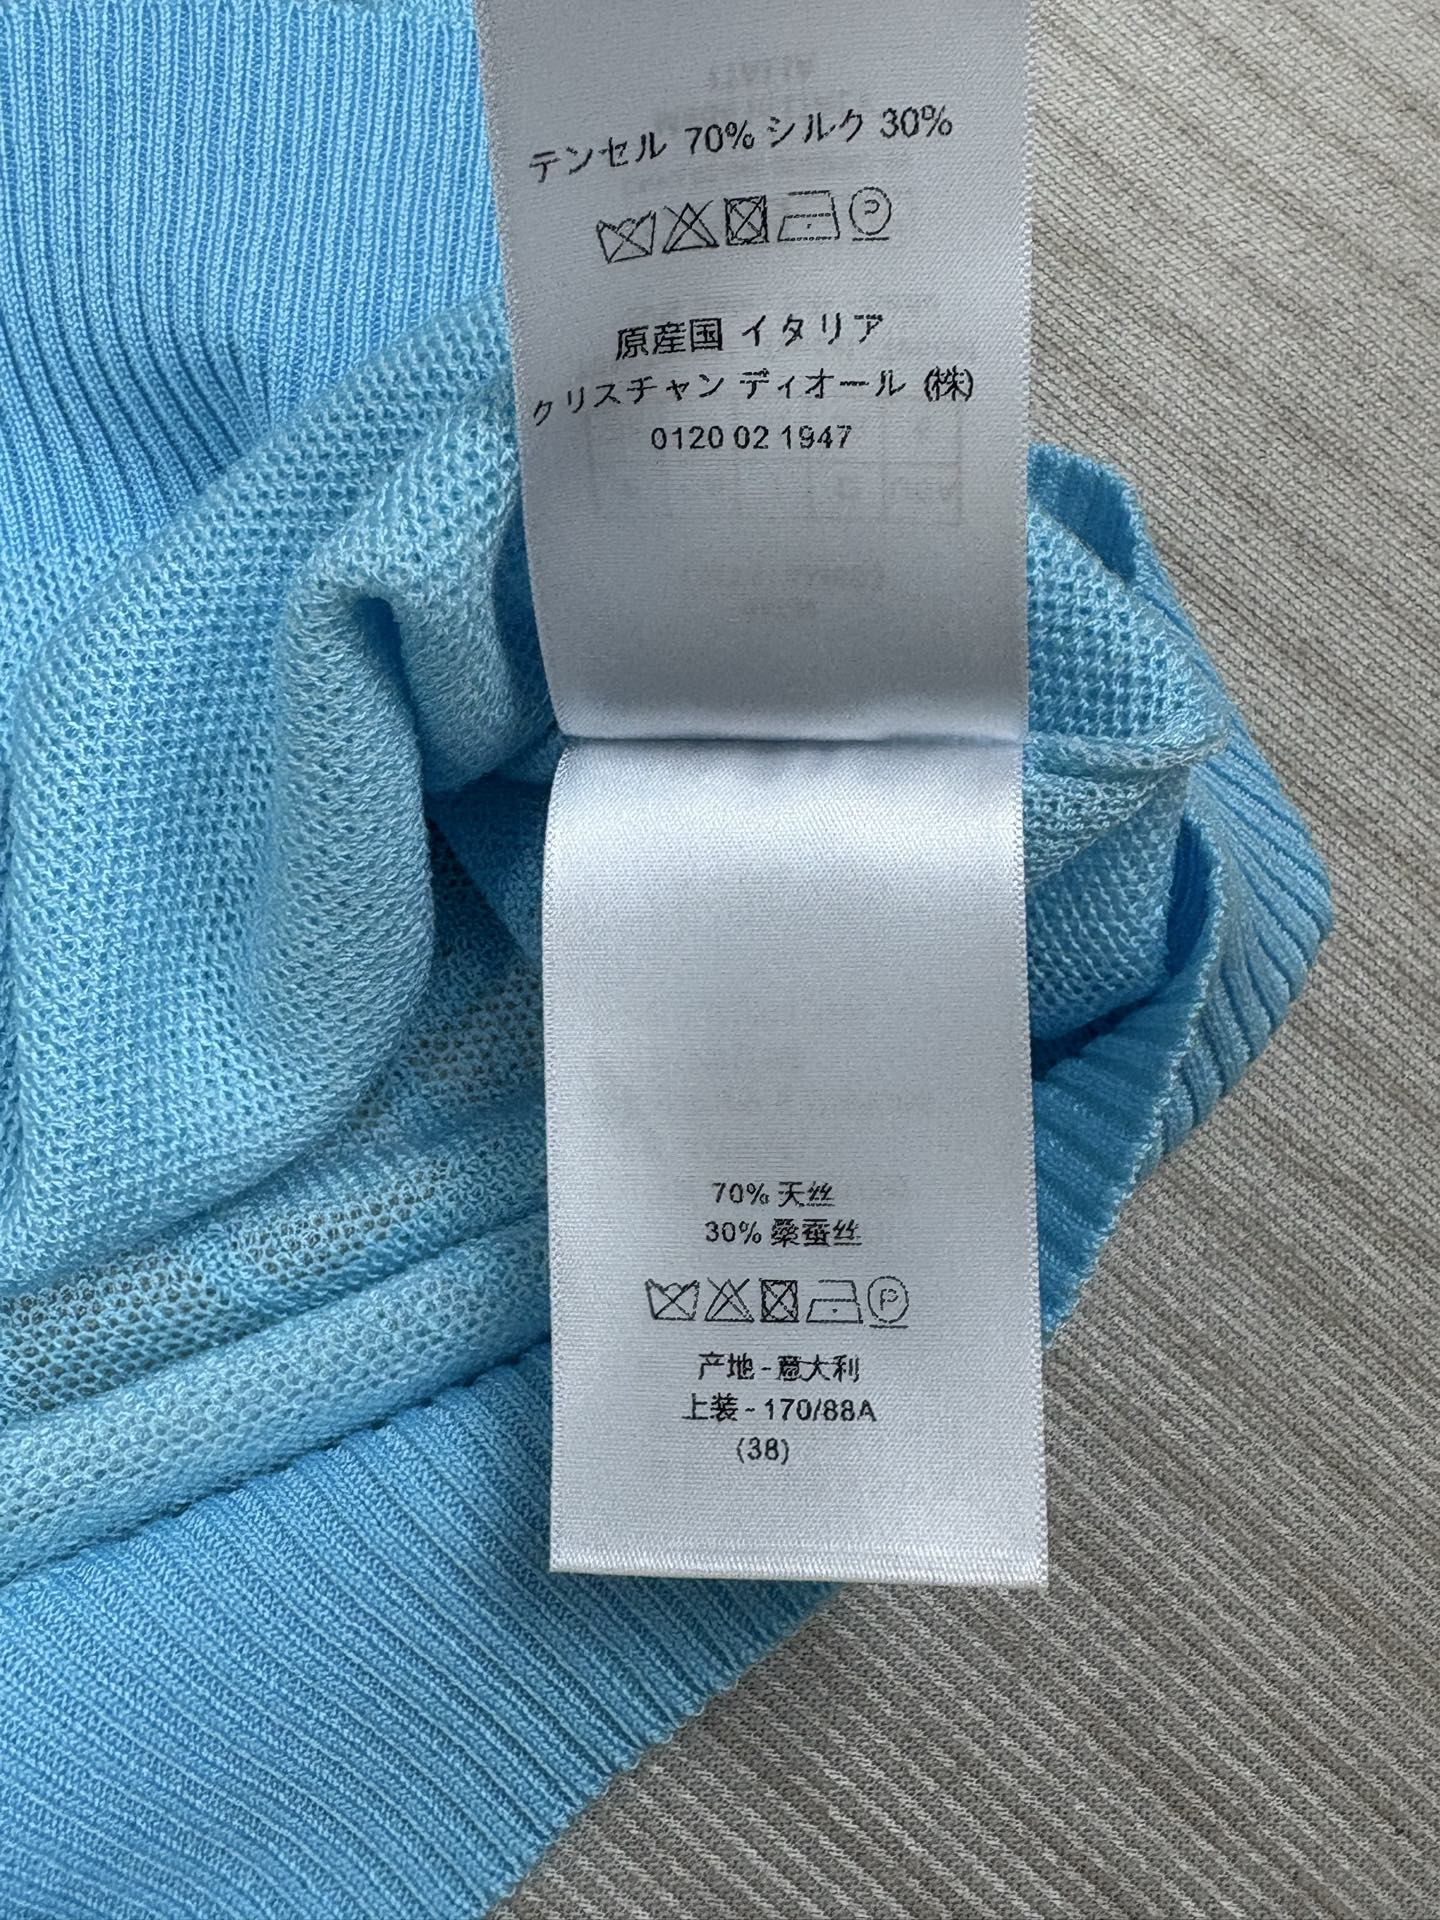 テンセル 70% シルク 30%
P
原産国 イタリア
クリスチャン ディオール (株)
0120 02 1947
70% 天丝
30% 桑蚕丝
P
产地 - 意大利
上装 - 170/88A
(38)